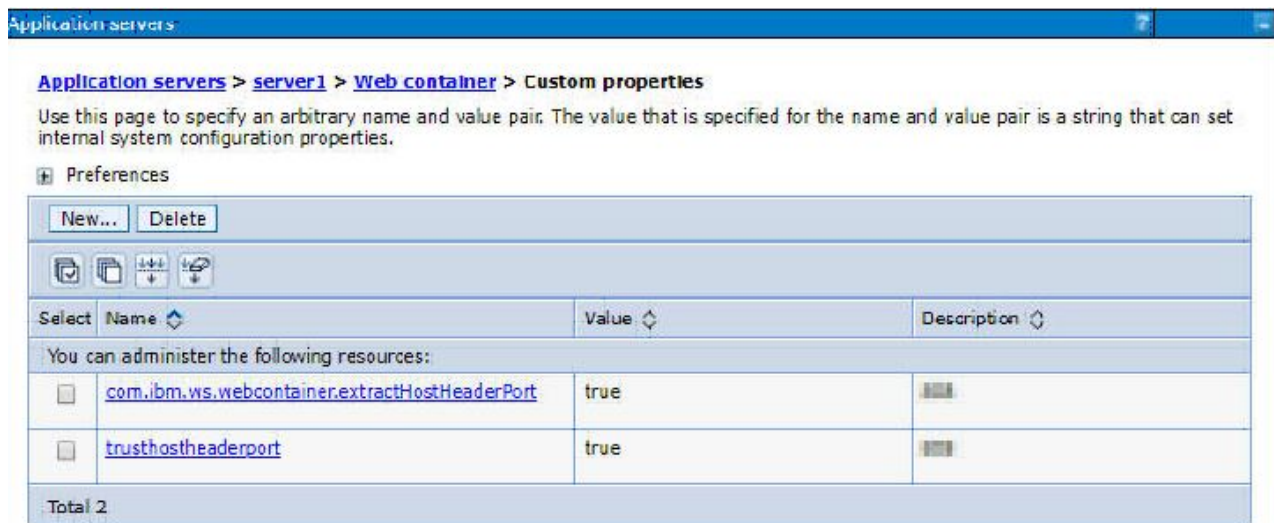 Application servers
?
Application servers > server1 > Web container > Custom properties
Use this page to specify an arbitrary name and value pair. The value that is specified for the name and value pair is a string that can set
internal system configuration properties.
Preferences
New... Delete
Select Name Value Description
You can administer the following resources:
com.ibm.ws.webcontainer.extractHostHeaderPort true
trusthostheaderport true
Total 2